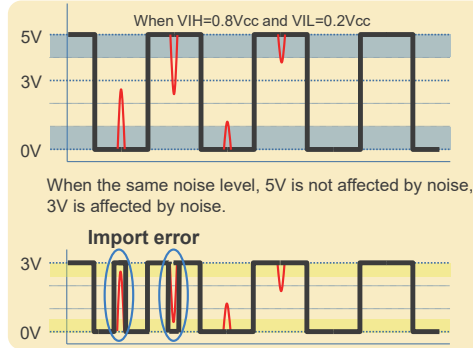 When VIH=0.8Vcc and VIL=0.2Vcc
5V
3V
0V
When the same noise level, 5V is not affected by noise,
3V is affected by noise.
Import error
3V
0V